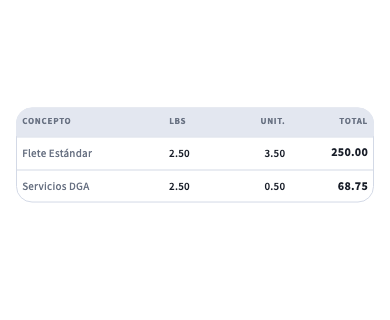 CONCEPTO LBS UNIT. TOTAL
Flete Estándar 2.50 3.50 250.00
Servicios DGA 2.50 0.50 68.75